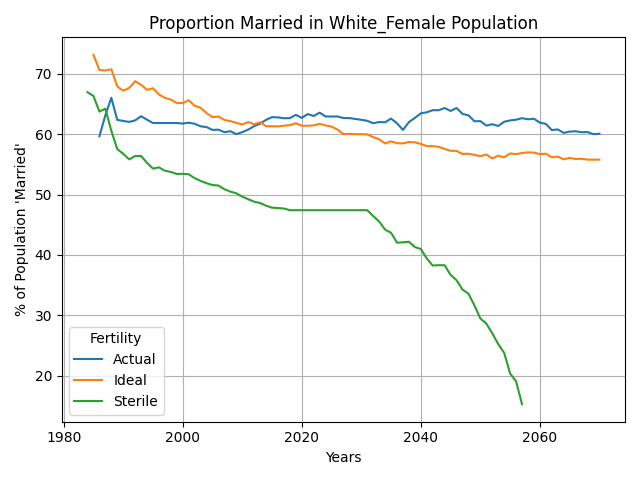 Proportion Married in White_Female Population
% of Population 'Married'
70
60
50
40
30
20
Fertility
Actual
Ideal
Sterile
1980 2000 2020 2040 2060
Years